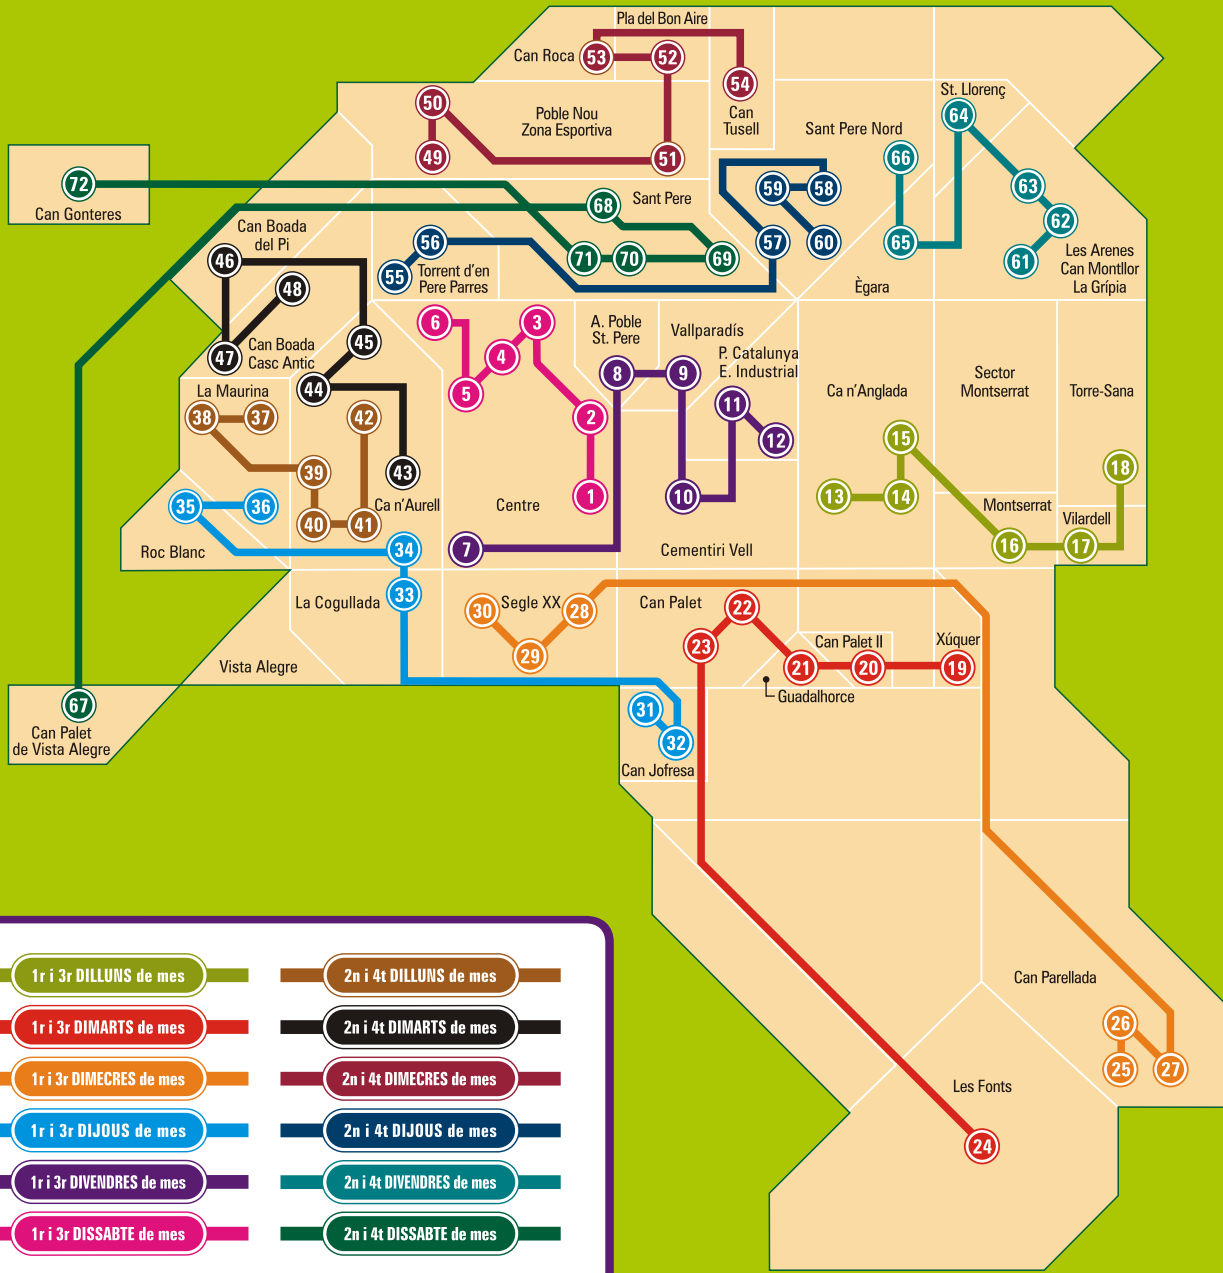 Pla del Bon Aire
Can Roca
53
52
54
Can
Tusell
50
49
Poble Nou
Zona Esportiva
51
St. Llorenç
64
Sant Pere Nord
66
65
63
62
61
Les Arenes
Can Montllor
La Grípia
59
58
57
60
Ègara
72
Can Gonteres
68
Sant Pere
71
70
69
Can Boada
del Pi
56
55
Torrent d'en
Pere Parres
46
48
47
45
44
43
Can Boada
Casc Antic
6
3
4
5
2
1
A. Poble
St. Pere
Vallparadís
P. Catalunya
E. Industrial
8
9
11
12
10
7
La Maurina
38
37
42
39
40
41
Ca n'Aurell
Centre
Cementiri Vell
Ca n'Anglada
Sector
Montserrat
Torre-Sana
15
13
14
18
Montserrat
Vilardell
16
17
35
36
Roc Blanc
34
33
La Cogullada
Vista Alegre
30
Segle XX
28
29
Can Palet
22
23
21
Can Palet II
20
Xúquer
19
Guadalhorce
67
Can Palet
de Vista Alegre
31
32
Can Jofresa
Can Parellada
26
25
27
Les Fonts
24
1r i 3r DILLUNS de mes
2n i 4t DILLUNS de mes
1r i 3r DIMARTS de mes
2n i 4t DIMARTS de mes
1r i 3r DIMECRES de mes
2n i 4t DIMECRES de mes
1r i 3r DIJOUS de mes
2n i 4t DIJOUS de mes
1r i 3r DIVENDRES de mes
2n i 4t DIVENDRES de mes
1r i 3r DISSABTE de mes
2n i 4t DISSABTE de mes